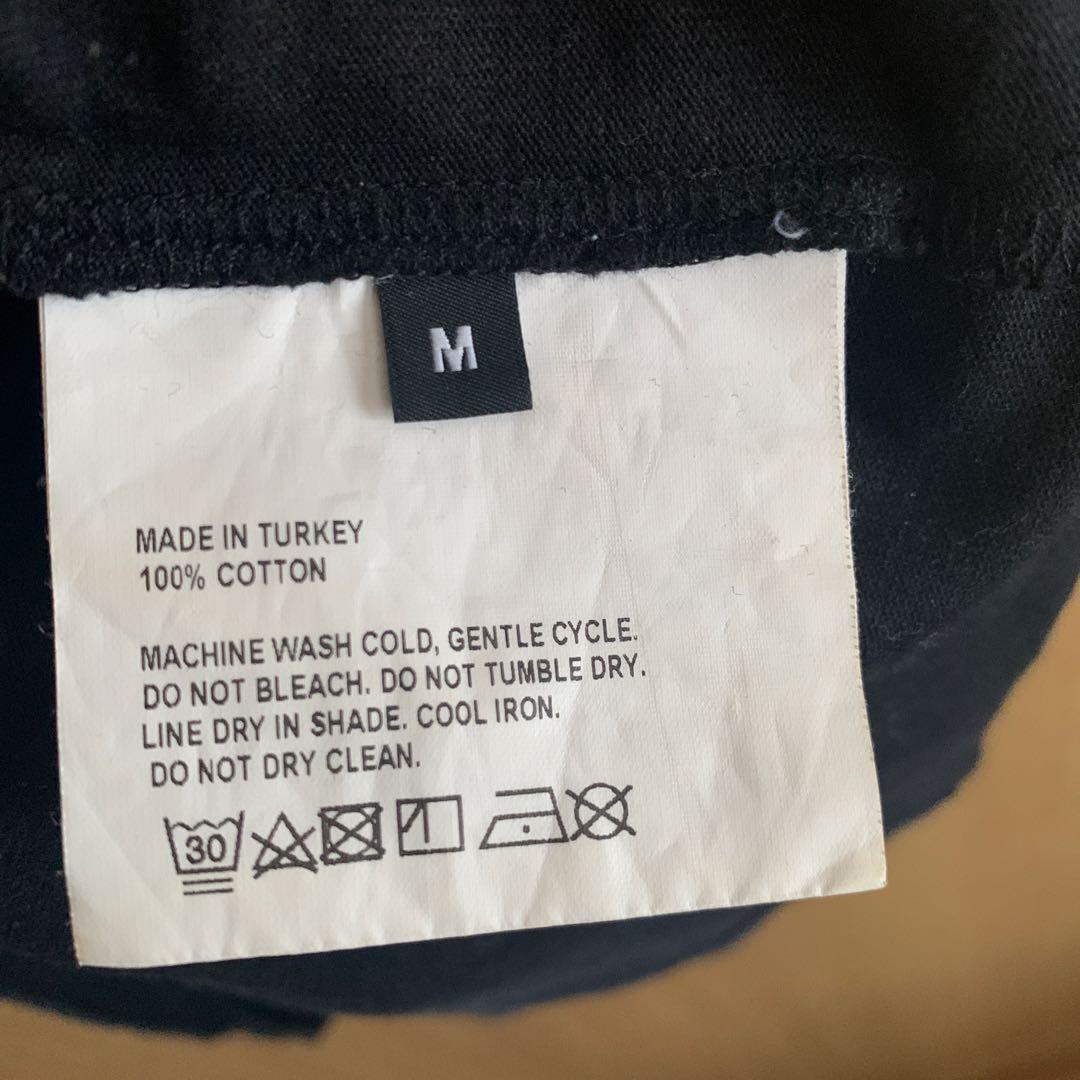 M
MADE IN TURKEY
100% COTTON
MACHINE WASH COLD, GENTLE CYCLE.
DO NOT BLEACH. DO NOT TUMBLE DRY.
LINE DRY IN SHADE. COOL IRON.
DO NOT DRY CLEAN.
30